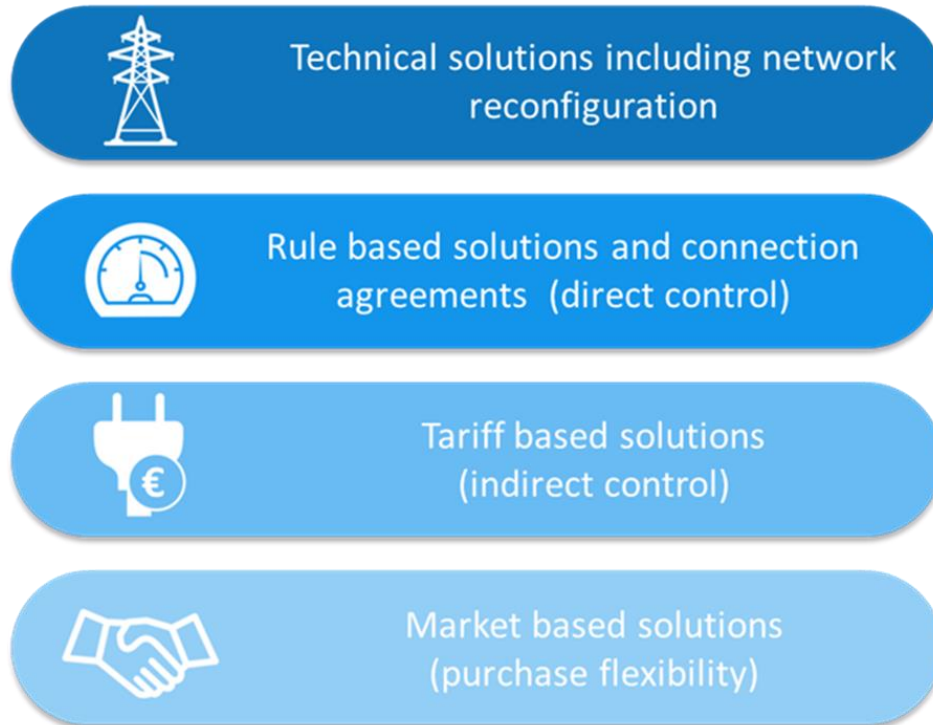 Technical solutions including network
reconfiguration
Rule based solutions and connection
agreements (direct control)
€
Tariff based solutions
(indirect control)
Market based solutions
(purchase flexibility)